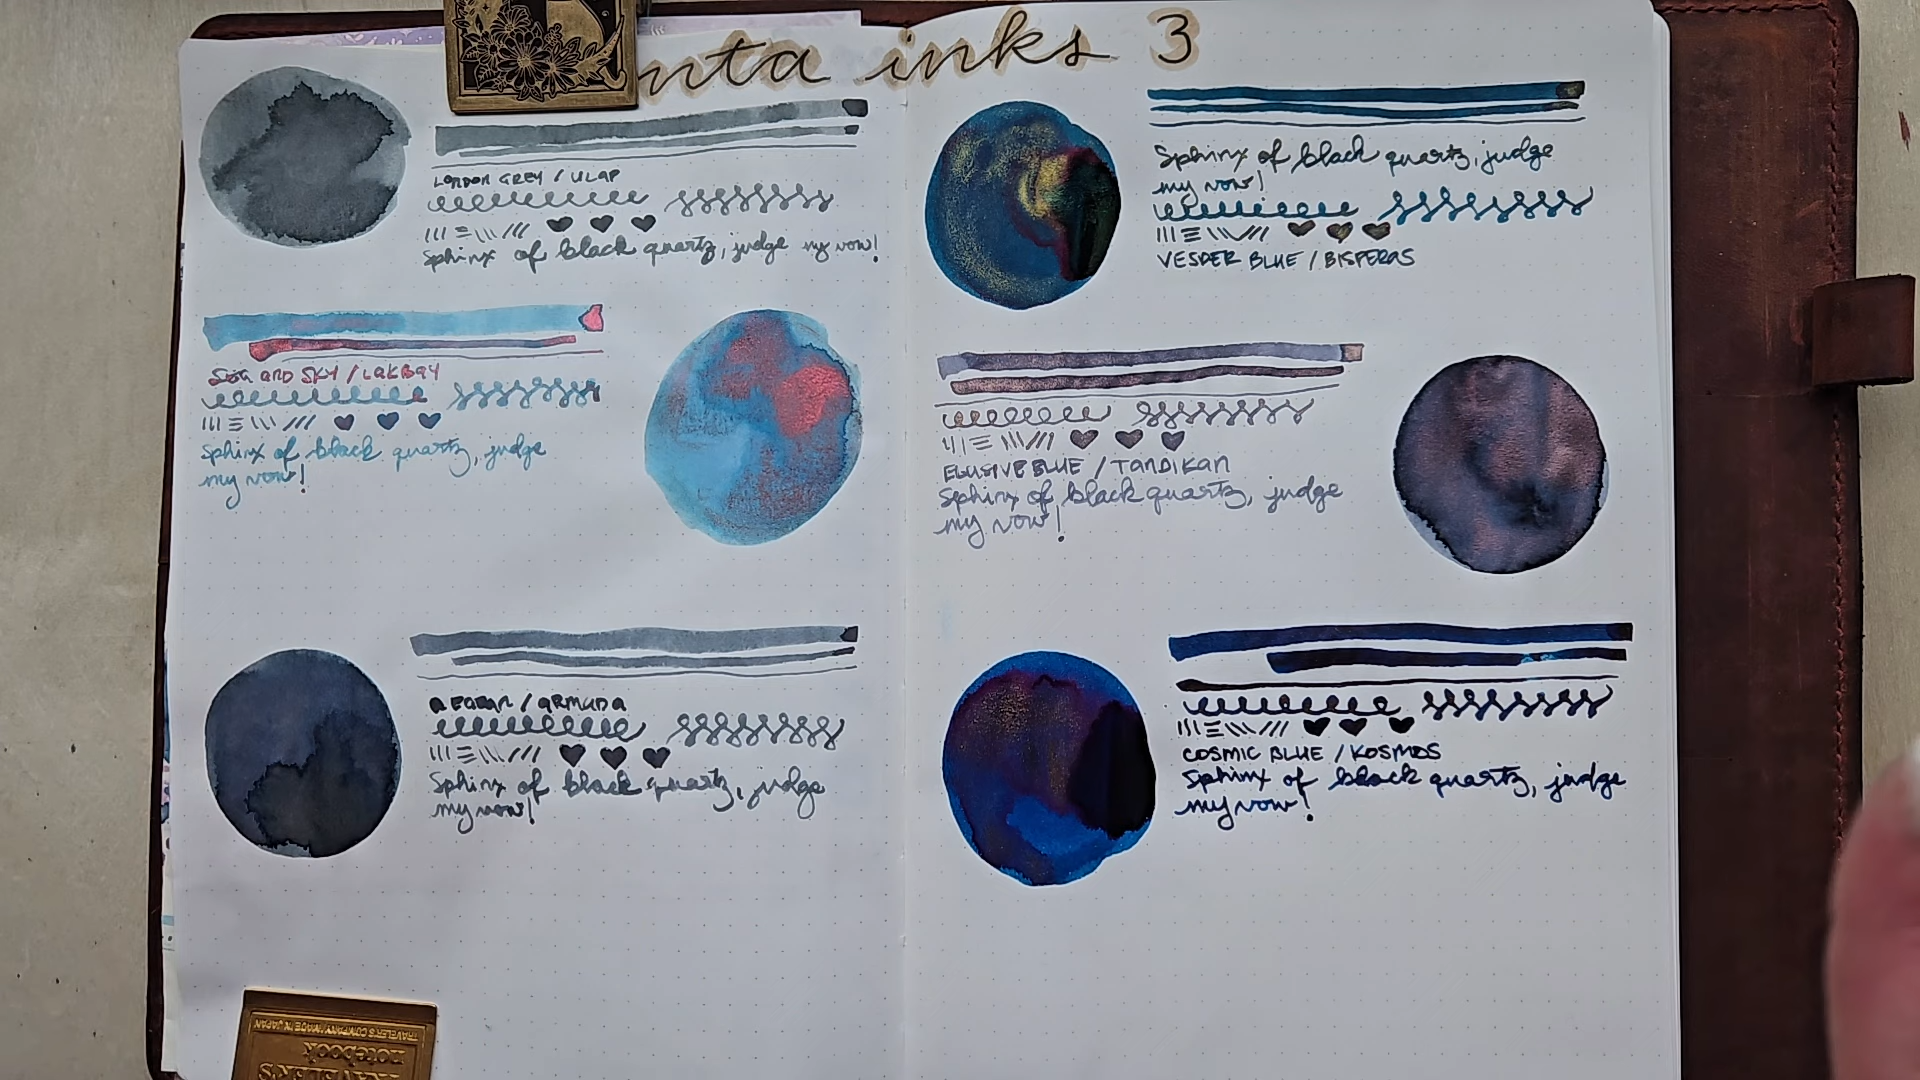 nta inks 3
LONDON GREY / ULAP
Sphinx of black quartz, judge my vow!
SEA AND SKY / LAKBAY
Sphinx of black quartz, judge
my vow!
/ ARMADA
Sphinx of black quartz, judge
my vow!
Sphinx of black quartz, judge
my vow!
VESPER BLUE / BISPERAS
ELUSIVE BLUE / TANDIKAN
Sphinx of black quartz, judge
my vow!
COSMIC BLUE / KOSMOS
Sphinx of black quartz, judge
my vow!
TRAVELER'S COMPANY MADE IN JAPAN
notebook
RAVELER'S